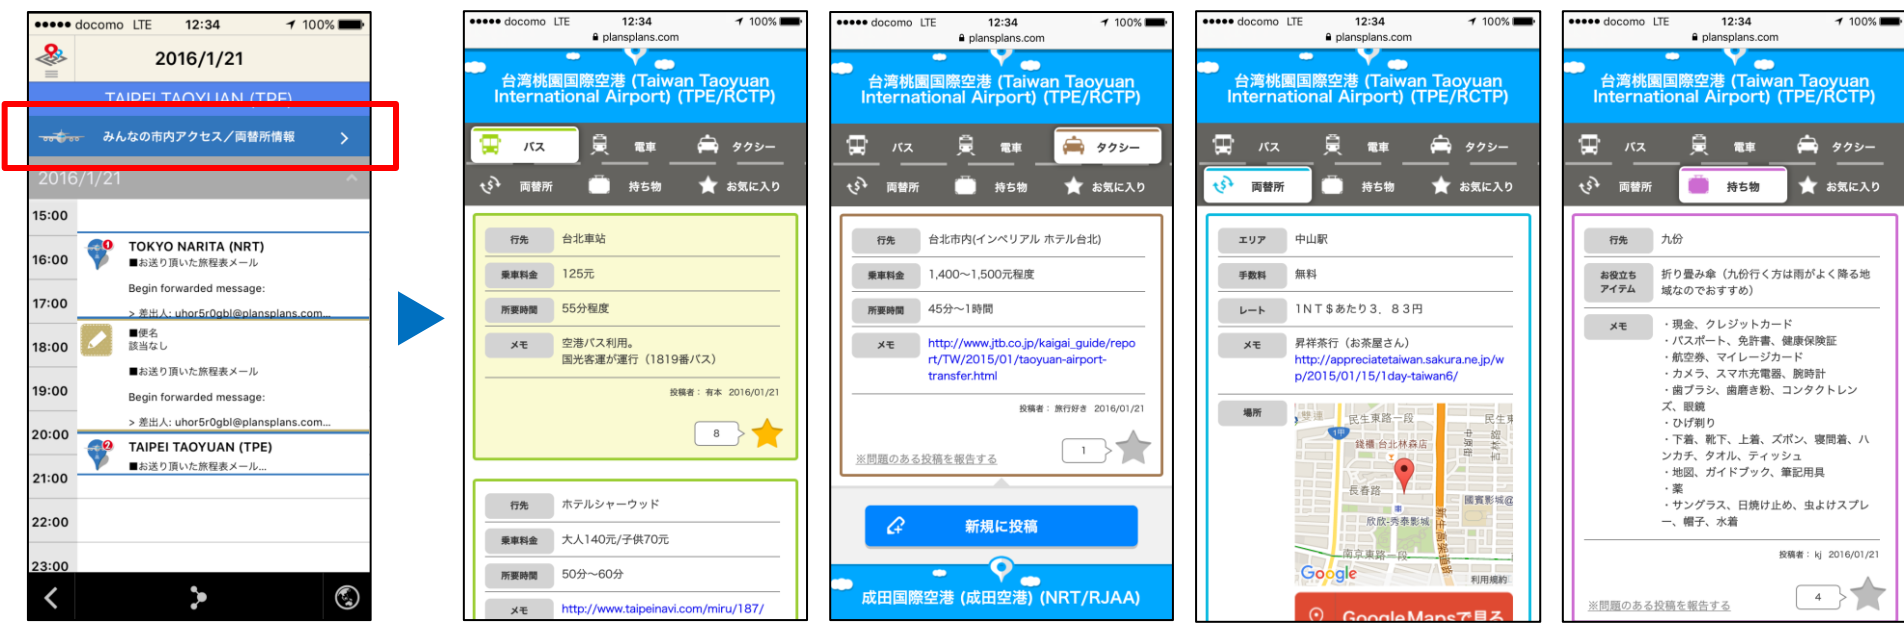 docomo LTE 12:34 100%
2016/1/21
TAIPEI TAOYUAN (TPE)
みんなの市内アクセス／両替所情報
2016/1/21
15:00
16:00
17:00
18:00
19:00
20:00
21:00
22:00
23:00
1
TOKYO NARITA (NRT)
■お送り頂いた旅程表メール
Begin forwarded message:
> 差出人: uhor5r0gbl@plansplans.com...
■便名
該当なし
■お送り頂いた旅程表メール
Begin forwarded message:
> 差出人: uhor5r0gbl@plansplans.com...
2
TAIPEI TAOYUAN (TPE)
■お送り頂いた旅程表メール...
docomo LTE 12:34 100%
plansplans.com
台湾桃園国際空港 (Taiwan Taoyuan
International Airport) (TPE/RCTP)
バス 電車 タクシー
両替所 持ち物 お気に入り
行先 台北車站
乗車料金 125元
所要時間 55分程度
メモ 空港バス利用。
国光客運が運行（1819番バス）
投稿者： 有本 2016/01/21
8
行先 ホテルシャーウッド
乗車料金 大人140元/子供70元
所要時間 50分～60分
メモ http://www.taipeinavi.com/miru/187/
docomo LTE 12:34 100%
plansplans.com
台湾桃園国際空港 (Taiwan Taoyuan
International Airport) (TPE/RCTP)
バス 電車 タクシー
両替所 持ち物 お気に入り
行先 台北市内(インペリアル ホテル台北)
乗車料金 1,400～1,500元程度
所要時間 45分～1時間
メモ http://www.jtb.co.jp/kaigai_guide/repo
rt/TW/2015/01/taoyuan-airport-
transfer.html
投稿者： 旅行好き 2016/01/21
1
※問題のある投稿を報告する
新規に投稿
成田国際空港 (成田空港) (NRT/RJAA)
docomo LTE 12:34 100%
plansplans.com
台湾桃園国際空港 (Taiwan Taoyuan
International Airport) (TPE/RCTP)
バス 電車 タクシー
両替所 持ち物 お気に入り
エリア 中山駅
手数料 無料
レート 1NT＄あたり3．83円
メモ 昇祥茶行（お茶屋さん）
http://appreciatetaiwan.sakura.ne.jp/w
p/2015/01/15/1day-taiwan6/
場所
民生東路一段
錢櫃 台北林森店
長春路
國賓影城@
欣欣-秀泰影城
南京東路一段
Google
利用規約
Google Mapsで見る
docomo LTE 12:34 100%
plansplans.com
台湾桃園国際空港 (Taiwan Taoyuan
International Airport) (TPE/RCTP)
バス 電車 タクシー
両替所 持ち物 お気に入り
行先 九份
お役立ち
アイテム
折り畳み傘（九份行く方は雨がよく降る地
域なのでおすすめ）
メモ
・現金、クレジットカード
・パスポート、免許書、健康保険証
・航空券、マイレージカード
・カメラ、スマホ充電器、腕時計
・歯ブラシ、歯磨き粉、コンタクトレン
ズ、眼鏡
・ひげ剃り
・下着、靴下、上着、ズボン、寝間着、ハ
ンカチ、タオル、ティッシュ
・地図、ガイドブック、筆記用具
・薬
・サングラス、日焼け止め、虫よけスプレ
ー、帽子、水着
投稿者： kj 2016/01/21
4
※問題のある投稿を報告する